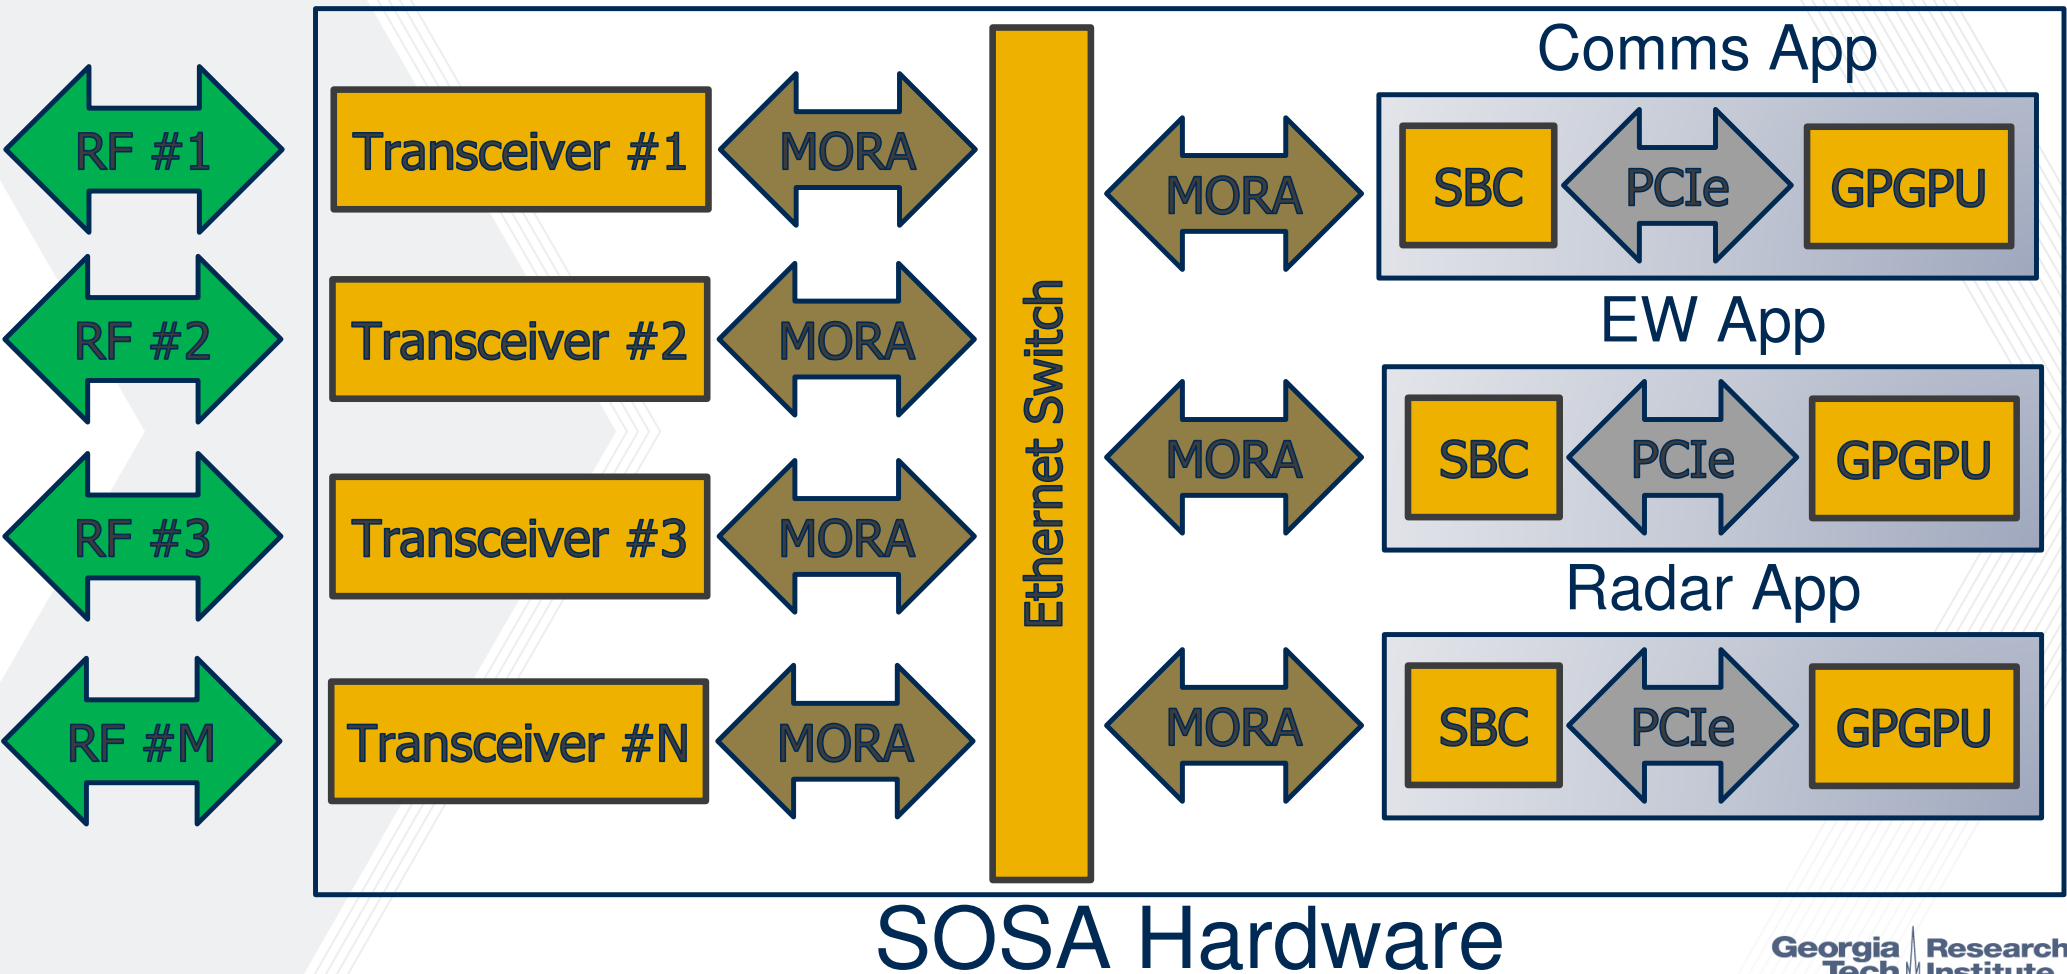 Comms App
RF #1
Transceiver #1
MORA
MORA
SBC
PCIe
GPGPU
EW App
RF #2
Transceiver #2
MORA
Ethernet Switch
MORA
SBC
PCIe
GPGPU
RF #3
Transceiver #3
MORA
Radar App
RF #M
Transceiver #N
MORA
MORA
SBC
PCIe
GPGPU
SOSA Hardware
Georgia Research
Tech Institute